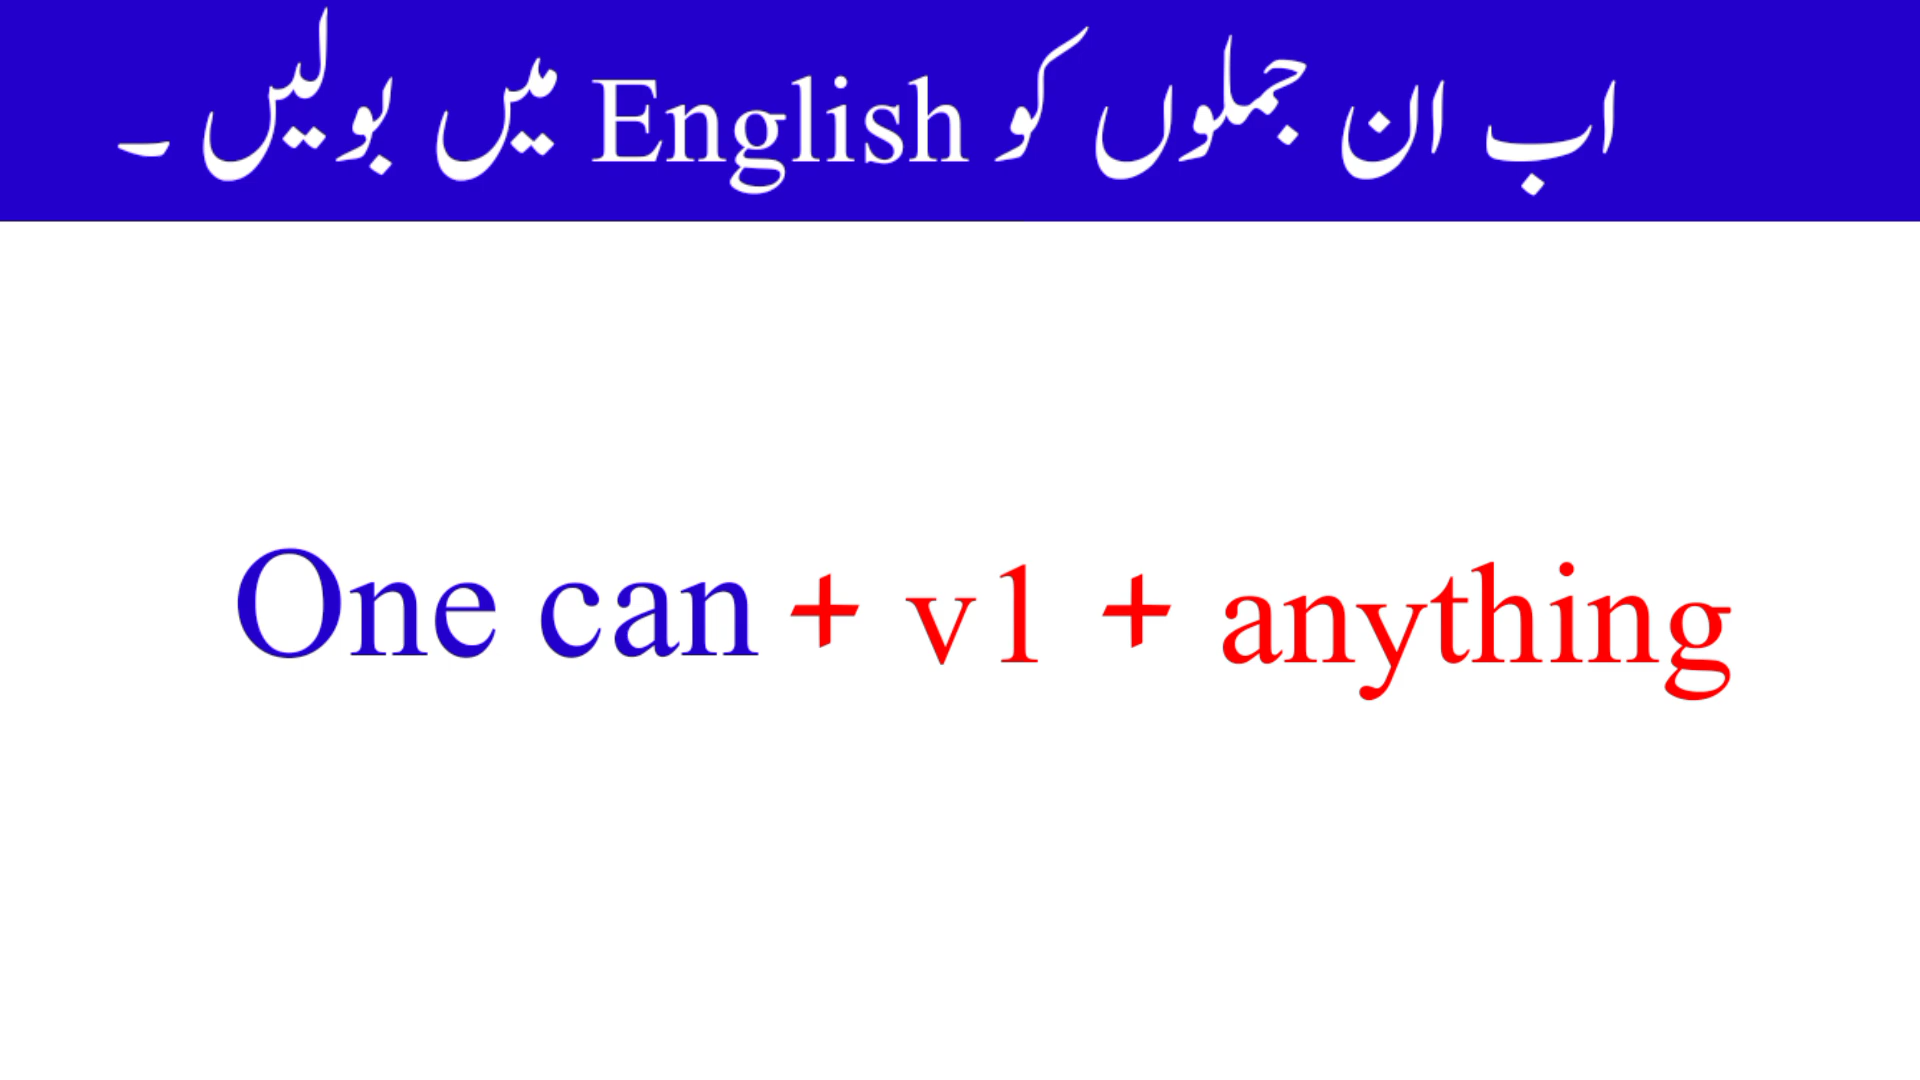 اب ان جملوں کو English میں بولیں ۔
One can + v1 + anything